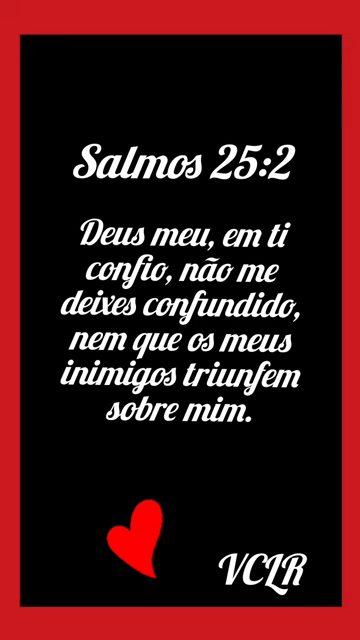 Salmos 25:2
Deus meu, em ti
confio, não me
deixes confundido,
nem que os meus
inimigos triunfem
sobre mim.
VCLR